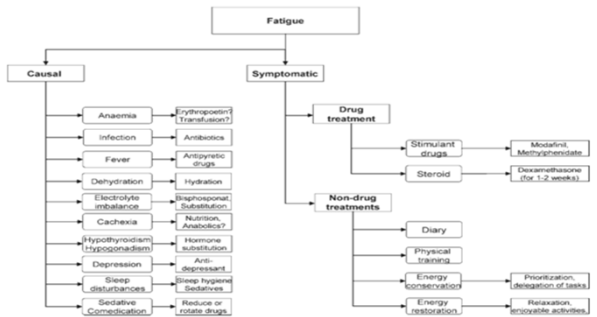 Fatigue
Causal
Symptomatic
Anaemia
Erythropoetin?
Transfusion?
Infection
Antibiotics
Fever
Antipyretic
drugs
Dehydration
Hydration
Electrolyte
imbalance
Bisphosponat,
Substitution
Cachexia
Nutrition,
Anabolics?
Hypothyroidism
Hypogonadism
Hormone
substitution
Depression
Anti-
depressant
Sleep
disturbances
Sleep hygiene
Sedatives
Sedative
Comedication
Reduce or
rotate drugs
Drug
treatment
Stimulant
drugs
Modafinil,
Methylphenidate
Steroid
Dexamethasone
(for 1-2 weeks)
Non-drug
treatments
Diary
Physical
training
Energy
conservation
Prioritization,
delegation of tasks
Energy
restoration
Relaxation,
enjoyable activities,